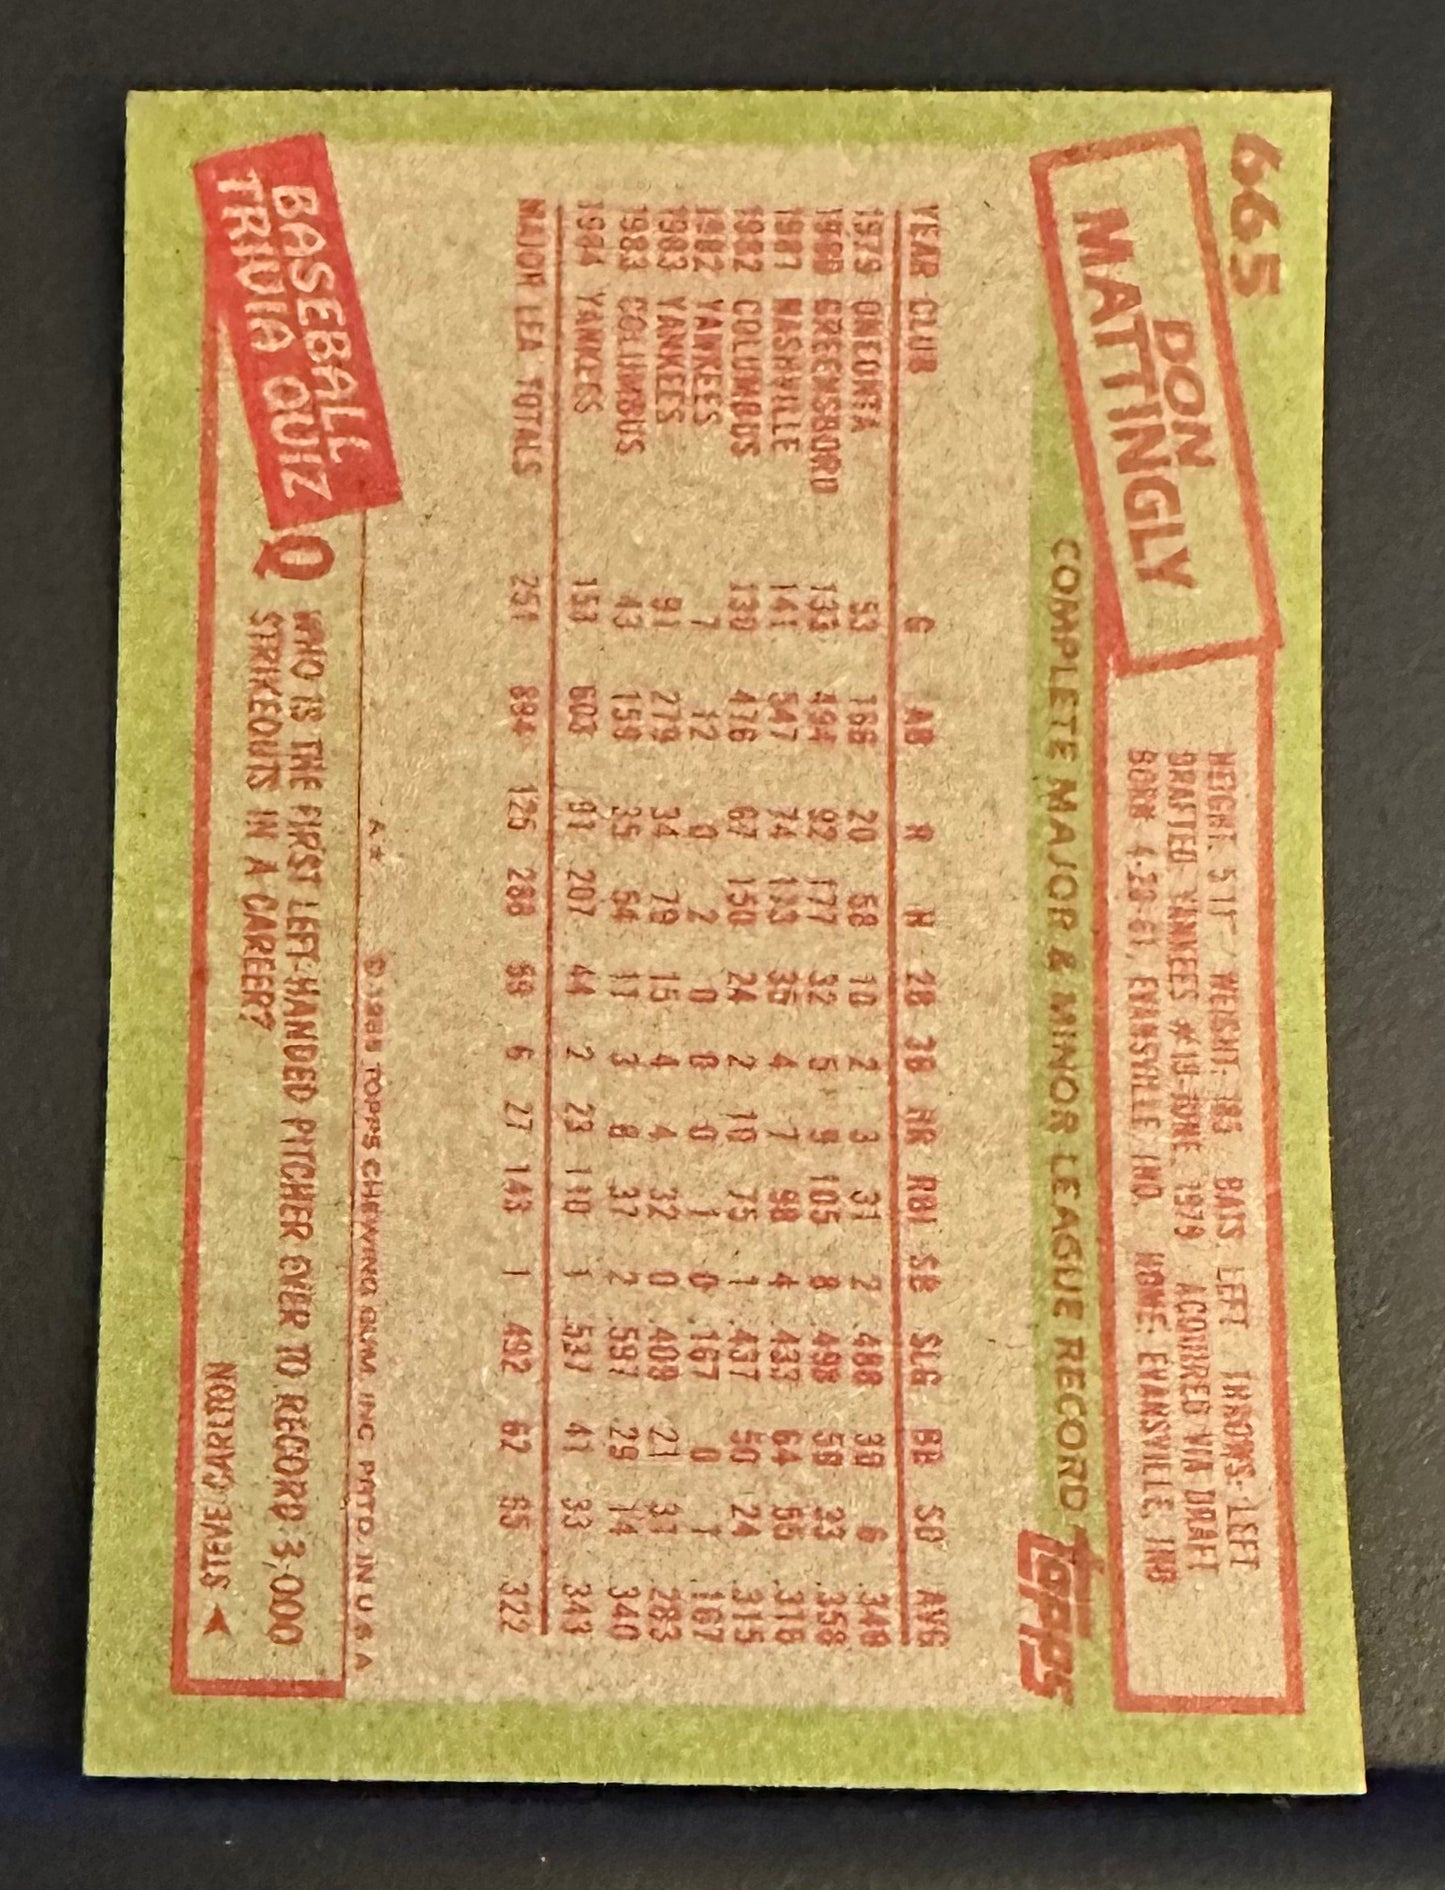 665
DON
MATTINGLY
HEIGHT: 5'11" WEIGHT: 185 BATS: LEFT THROWS: LEFT
DRAFTED: YANKEES #19-JUNE, 1979 ACQUIRED: VIA DRAFT
BORN: 4-20-61, EVANSVILLE, IND. HOME: EVANSVILLE, IND.
COMPLETE MAJOR & MINOR LEAGUE RECORD
TOPPS
YEAR CLUB G AB R H 2B 3B HR RBI SB SLG BB SO AVG
1979 ONEONTA 53 166 20 58 10 2 3 31 2 .488 30 6 .349
1980 GREENSBORO 133 494 92 177 32 5 9 105 8 .498 59 33 .358
1981 NASHVILLE 141 547 74 173 35 4 7 98 4 .433 64 55 .316
1982 COLUMBUS 130 476 67 150 24 2 10 75 1 .437 50 24 .315
1982 YANKEES 7 12 0 2 0 0 0 1 0 .167 0 1 .167
1983 YANKEES 91 279 34 79 15 4 4 32 0 .409 21 31 .283
1983 COLUMBUS 43 159 35 54 11 3 8 37 2 .597 29 14 .340
1984 YANKEES 153 603 91 207 44 2 23 110 1 .537 41 33 .343
MAJOR LEA. TOTALS 251 894 125 288 59 6 27 143 1 .492 62 65 .322
A* © 1985 TOPPS CHEWING GUM, INC. PRTD. IN U.S.A.
BASEBALL
TRIVIA QUIZ
Q WHO IS THE FIRST LEFT-HANDED PITCHER EVER TO RECORD 3,000
STRIKEOUTS IN A CAREER?
STEVE CARLTON